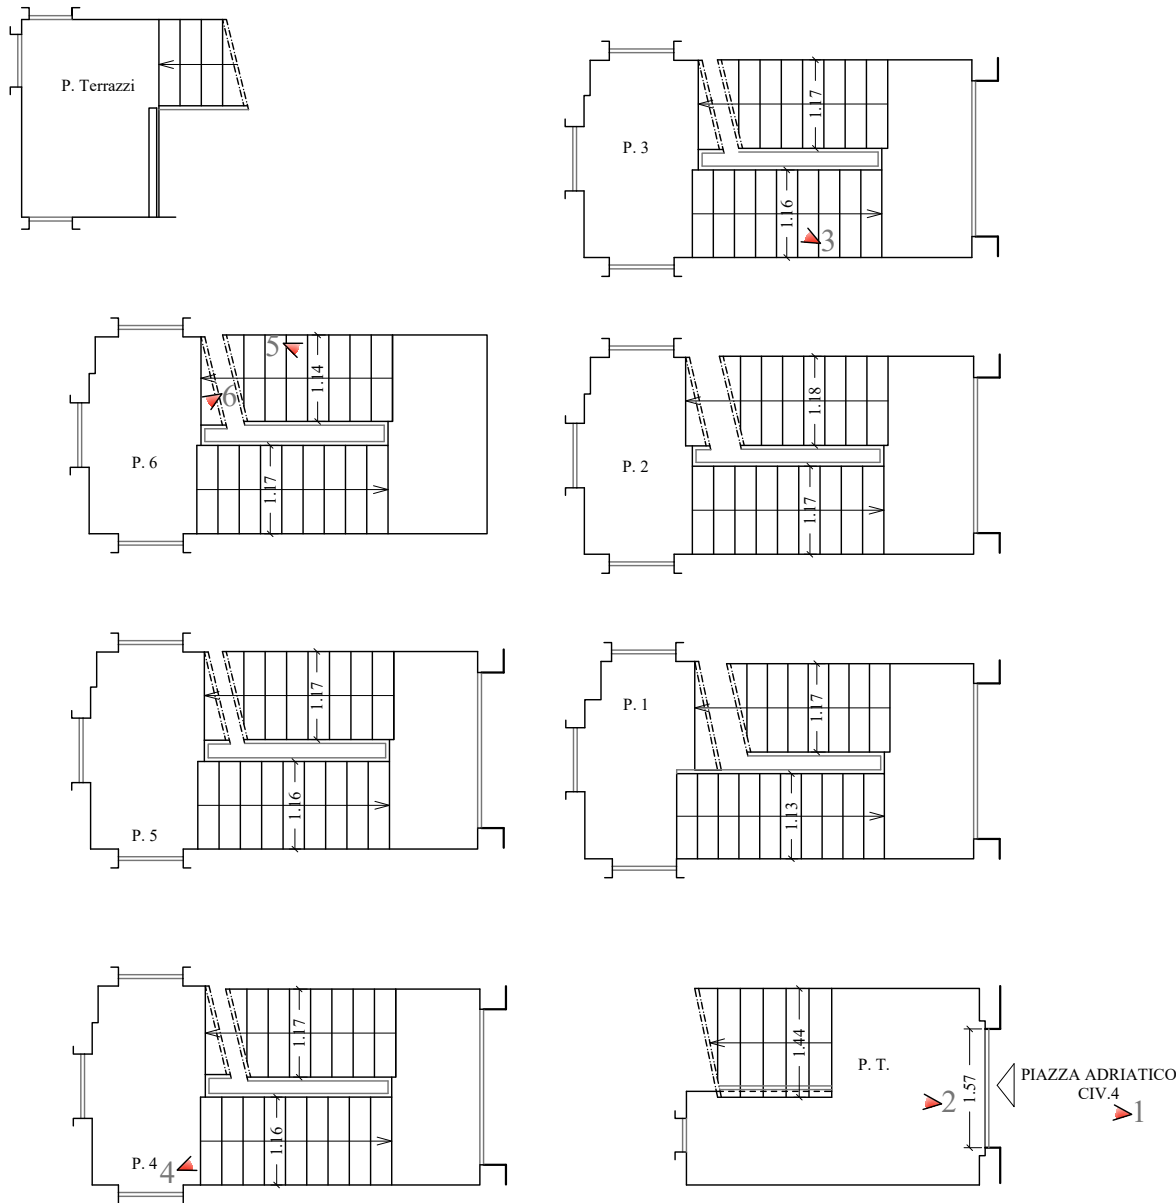 P. Terrazzi
P. 3
1.17
1.16
3
P. 6
5
6
1.14
1.17
P. 2
1.18
1.17
P. 5
1.17
1.16
P. 1
1.17
1.13
P. 4
4
1.17
1.16
P. T.
1.44
2
1.57
PIAZZA ADRIATICO
CIV.4
1